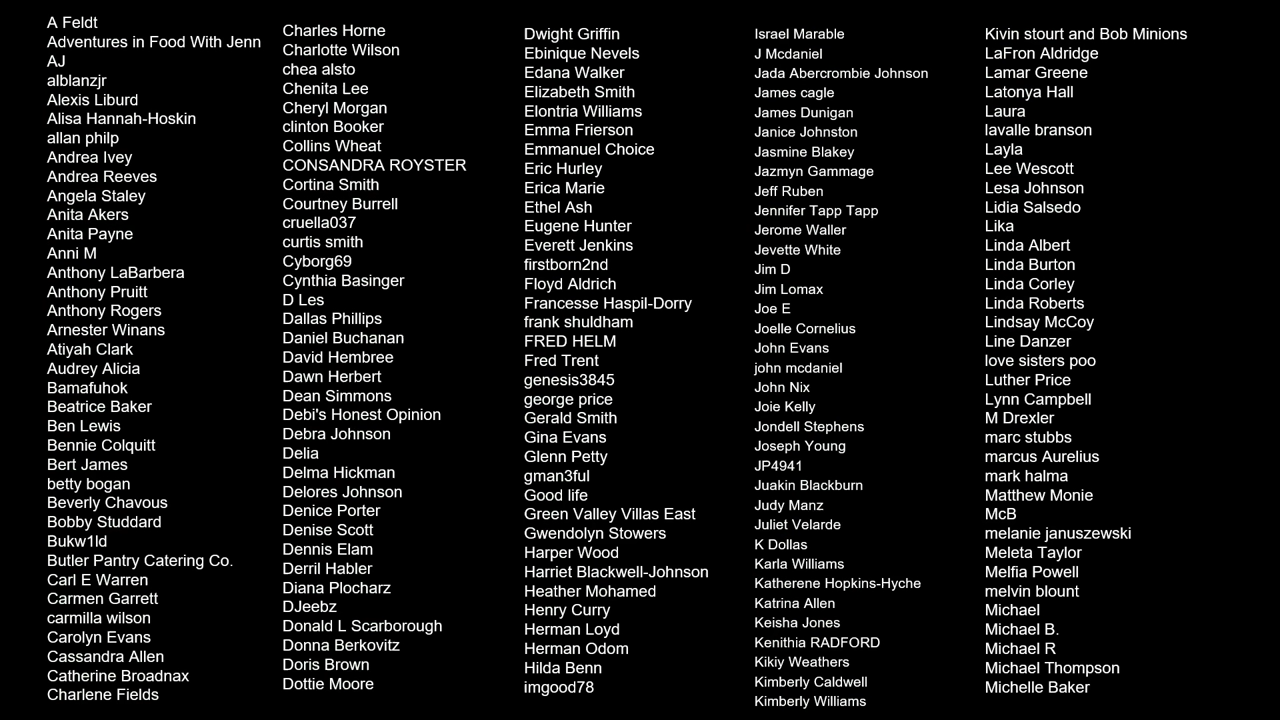 A Feldt
Adventures in Food With Jenn
AJ
alblanzjr
Alexis Liburd
Alisa Hannah-Hoskin
allan philp
Andrea Ivey
Andrea Reeves
Angela Staley
Anita Akers
Anita Payne
Anni M
Anthony LaBarbera
Anthony Pruitt
Anthony Rogers
Arnester Winans
Atiyah Clark
Audrey Alicia
Bamafuhok
Beatrice Baker
Ben Lewis
Bennie Colquitt
Bert James
betty bogan
Beverly Chavous
Bobby Studdard
Bukw1ld
Butler Pantry Catering Co.
Carl E Warren
Carmen Garrett
carmilla wilson
Carolyn Evans
Cassandra Allen
Catherine Broadnax
Charlene Fields
Charles Horne
Charlotte Wilson
chea alsto
Chenita Lee
Cheryl Morgan
clinton Booker
Collins Wheat
CONSANDRA ROYSTER
Cortina Smith
Courtney Burrell
cruella037
curtis smith
Cyborg69
Cynthia Basinger
D Les
Dallas Phillips
Daniel Buchanan
David Hembree
Dawn Herbert
Dean Simmons
Debi's Honest Opinion
Debra Johnson
Delia
Delma Hickman
Delores Johnson
Denice Porter
Denise Scott
Dennis Elam
Derril Habler
Diana Plocharz
DJeebz
Donald L Scarborough
Donna Berkovitz
Doris Brown
Dottie Moore
Dwight Griffin
Ebinique Nevels
Edana Walker
Elizabeth Smith
Elontria Williams
Emma Frierson
Emmanuel Choice
Eric Hurley
Erica Marie
Ethel Ash
Eugene Hunter
Everett Jenkins
firstborn2nd
Floyd Aldrich
Francesse Haspil-Dorry
frank shuldham
FRED HELM
Fred Trent
genesis3845
george price
Gerald Smith
Gina Evans
Glenn Petty
gman3ful
Good life
Green Valley Villas East
Gwendolyn Stowers
Harper Wood
Harriet Blackwell-Johnson
Heather Mohamed
Henry Curry
Herman Loyd
Herman Odom
Hilda Benn
imgood78
Israel Marable
J Mcdaniel
Jada Abercrombie Johnson
James cagle
James Dunigan
Janice Johnston
Jasmine Blakey
Jazmyn Gammage
Jeff Ruben
Jennifer Tapp Tapp
Jerome Waller
Jevette White
Jim D
Jim Lomax
Joe E
Joelle Cornelius
John Evans
john mcdaniel
John Nix
Joie Kelly
Jondell Stephens
Joseph Young
JP4941
Juakin Blackburn
Judy Manz
Juliet Velarde
K Dollas
Karla Williams
Katherene Hopkins-Hyche
Katrina Allen
Keisha Jones
Kenithia RADFORD
Kikiy Weathers
Kimberly Caldwell
Kimberly Williams
Kivin stourt and Bob Minions
LaFron Aldridge
Lamar Greene
Latonya Hall
Laura
lavalle branson
Layla
Lee Wescott
Lesa Johnson
Lidia Salsedo
Lika
Linda Albert
Linda Burton
Linda Corley
Linda Roberts
Lindsay McCoy
Line Danzer
love sisters poo
Luther Price
Lynn Campbell
M Drexler
marc stubbs
marcus Aurelius
mark halma
Matthew Monie
McB
melanie januszewski
Meleta Taylor
Melfia Powell
melvin blount
Michael
Michael B.
Michael R
Michael Thompson
Michelle Baker